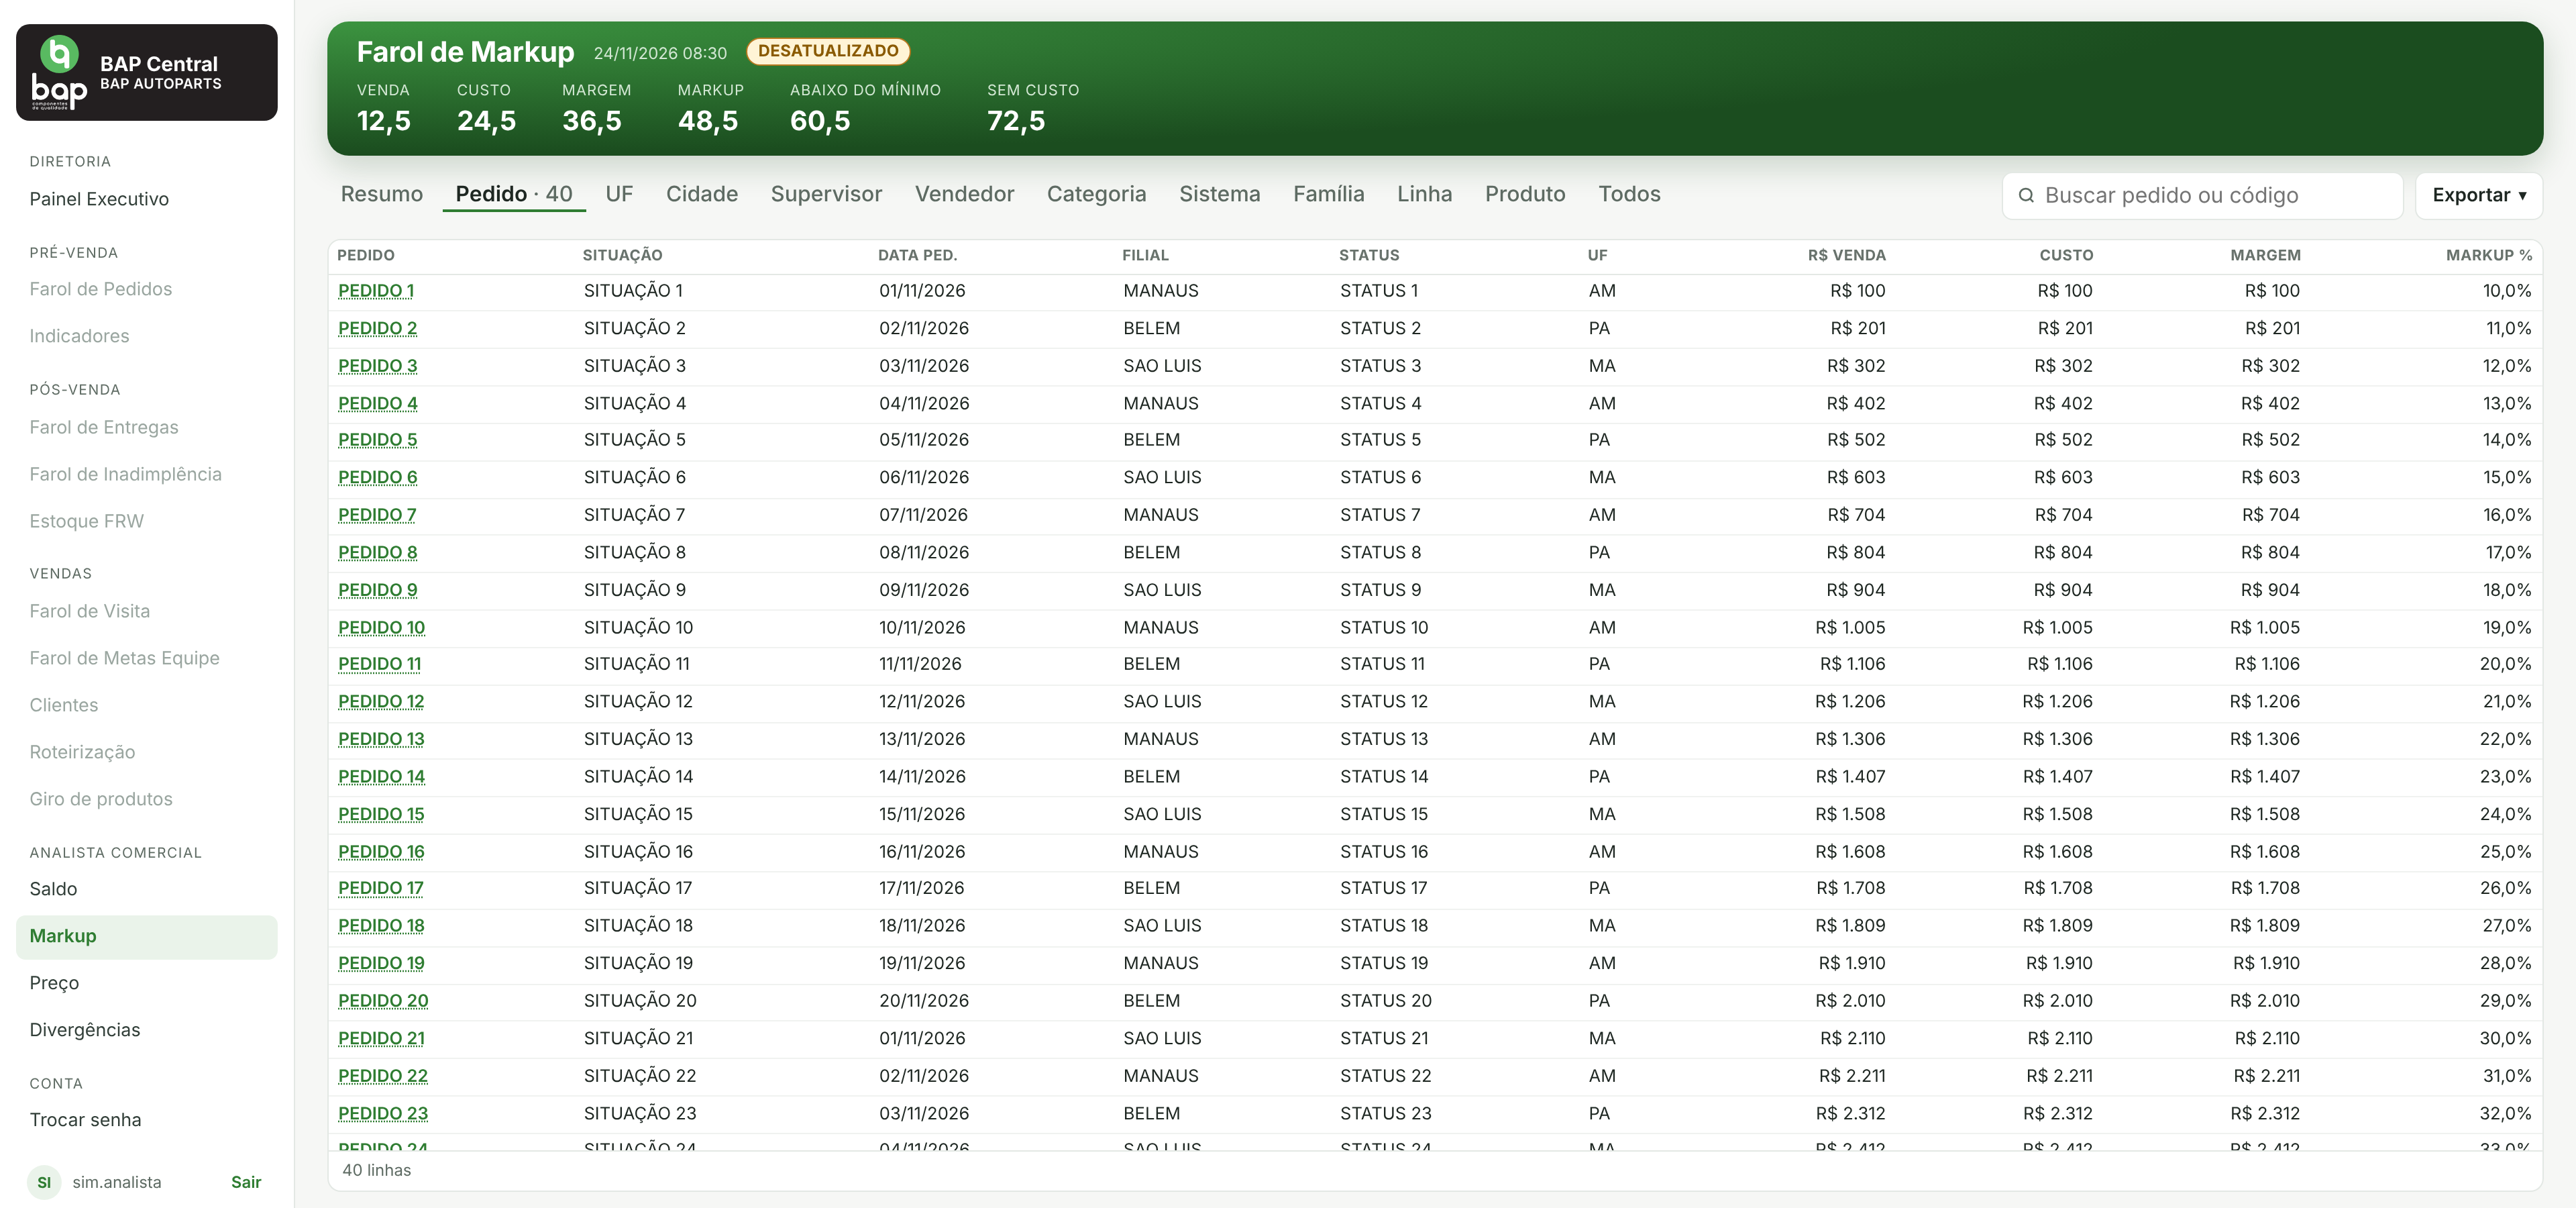 bap
componentes de qualidade
BAP Central
BAP AUTOPARTS
DIRETORIA
Painel Executivo
PRÉ-VENDA
Farol de Pedidos
Indicadores
PÓS-VENDA
Farol de Entregas
Farol de Inadimplência
Estoque FRW
VENDAS
Farol de Visita
Farol de Metas Equipe
Clientes
Roteirização
Giro de produtos
ANALISTA COMERCIAL
Saldo
Markup
Preço
Divergências
CONTA
Trocar senha
SI sim.analista Sair
Farol de Markup 24/11/2026 08:30 DESATUALIZADO
VENDA CUSTO MARGEM MARKUP ABAIXO DO MÍNIMO SEM CUSTO
12,5 24,5 36,5 48,5 60,5 72,5
Resumo Pedido · 40 UF Cidade Supervisor Vendedor Categoria Sistema Família Linha Produto Todos Buscar pedido ou código Exportar ▾
PEDIDO SITUAÇÃO DATA PED. FILIAL STATUS UF R$ VENDA CUSTO MARGEM MARKUP %
PEDIDO 1 SITUAÇÃO 1 01/11/2026 MANAUS STATUS 1 AM R$ 100 R$ 100 R$ 100 10,0%
PEDIDO 2 SITUAÇÃO 2 02/11/2026 BELEM STATUS 2 PA R$ 201 R$ 201 R$ 201 11,0%
PEDIDO 3 SITUAÇÃO 3 03/11/2026 SAO LUIS STATUS 3 MA R$ 302 R$ 302 R$ 302 12,0%
PEDIDO 4 SITUAÇÃO 4 04/11/2026 MANAUS STATUS 4 AM R$ 402 R$ 402 R$ 402 13,0%
PEDIDO 5 SITUAÇÃO 5 05/11/2026 BELEM STATUS 5 PA R$ 502 R$ 502 R$ 502 14,0%
PEDIDO 6 SITUAÇÃO 6 06/11/2026 SAO LUIS STATUS 6 MA R$ 603 R$ 603 R$ 603 15,0%
PEDIDO 7 SITUAÇÃO 7 07/11/2026 MANAUS STATUS 7 AM R$ 704 R$ 704 R$ 704 16,0%
PEDIDO 8 SITUAÇÃO 8 08/11/2026 BELEM STATUS 8 PA R$ 804 R$ 804 R$ 804 17,0%
PEDIDO 9 SITUAÇÃO 9 09/11/2026 SAO LUIS STATUS 9 MA R$ 904 R$ 904 R$ 904 18,0%
PEDIDO 10 SITUAÇÃO 10 10/11/2026 MANAUS STATUS 10 AM R$ 1.005 R$ 1.005 R$ 1.005 19,0%
PEDIDO 11 SITUAÇÃO 11 11/11/2026 BELEM STATUS 11 PA R$ 1.106 R$ 1.106 R$ 1.106 20,0%
PEDIDO 12 SITUAÇÃO 12 12/11/2026 SAO LUIS STATUS 12 MA R$ 1.206 R$ 1.206 R$ 1.206 21,0%
PEDIDO 13 SITUAÇÃO 13 13/11/2026 MANAUS STATUS 13 AM R$ 1.306 R$ 1.306 R$ 1.306 22,0%
PEDIDO 14 SITUAÇÃO 14 14/11/2026 BELEM STATUS 14 PA R$ 1.407 R$ 1.407 R$ 1.407 23,0%
PEDIDO 15 SITUAÇÃO 15 15/11/2026 SAO LUIS STATUS 15 MA R$ 1.508 R$ 1.508 R$ 1.508 24,0%
PEDIDO 16 SITUAÇÃO 16 16/11/2026 MANAUS STATUS 16 AM R$ 1.608 R$ 1.608 R$ 1.608 25,0%
PEDIDO 17 SITUAÇÃO 17 17/11/2026 BELEM STATUS 17 PA R$ 1.708 R$ 1.708 R$ 1.708 26,0%
PEDIDO 18 SITUAÇÃO 18 18/11/2026 SAO LUIS STATUS 18 MA R$ 1.809 R$ 1.809 R$ 1.809 27,0%
PEDIDO 19 SITUAÇÃO 19 19/11/2026 MANAUS STATUS 19 AM R$ 1.910 R$ 1.910 R$ 1.910 28,0%
PEDIDO 20 SITUAÇÃO 20 20/11/2026 BELEM STATUS 20 PA R$ 2.010 R$ 2.010 R$ 2.010 29,0%
PEDIDO 21 SITUAÇÃO 21 01/11/2026 SAO LUIS STATUS 21 MA R$ 2.110 R$ 2.110 R$ 2.110 30,0%
PEDIDO 22 SITUAÇÃO 22 02/11/2026 MANAUS STATUS 22 AM R$ 2.211 R$ 2.211 R$ 2.211 31,0%
PEDIDO 23 SITUAÇÃO 23 03/11/2026 BELEM STATUS 23 PA R$ 2.312 R$ 2.312 R$ 2.312 32,0%
PEDIDO 24 SITUAÇÃO 24 04/11/2026 SAO LUIS STATUS 24 MA R$ 2.412 R$ 2.412 R$ 2.412 33,0%
40 linhas